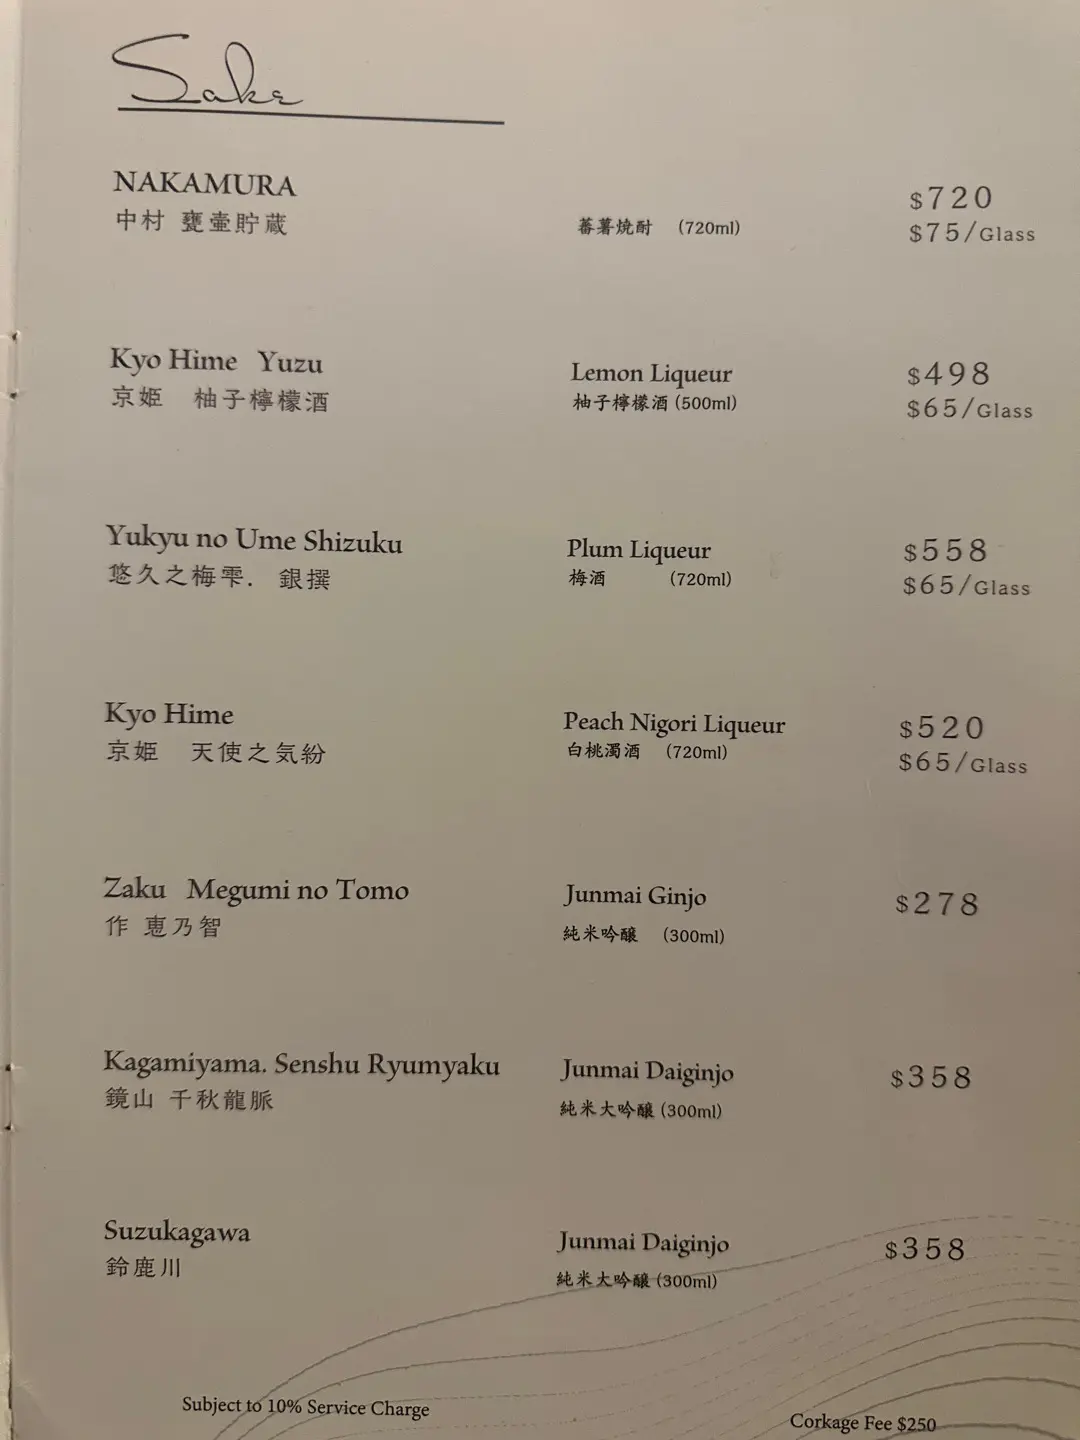 Sake
NAKAMURA
中村 甕壷貯蔵
蕃薯焼酎 (720ml)
$720
$75/Glass
Kyo Hime Yuzu
京姫 柚子檸檬酒
Lemon Liqueur
柚子檸檬酒 (500ml)
$498
$65/Glass
Yukyu no Ume Shizuku
悠久之梅雫. 銀撰
Plum Liqueur
梅酒 (720ml)
$558
$65/Glass
Kyo Hime
京姫 天使之気紛
Peach Nigori Liqueur
白桃濁酒 (720ml)
$520
$65/Glass
Zaku Megumi no Tomo
作 恵乃智
Junmai Ginjo
純米吟醸 (300ml)
$278
Kagamiyama. Senshu Ryumyaku
鏡山 千秋龍脈
Junmai Daiginjo
純米大吟醸 (300ml)
$358
Suzukagawa
鈴鹿川
Junmai Daiginjo
純米大吟醸 (300ml)
$358
Subject to 10% Service Charge
Corkage Fee $250